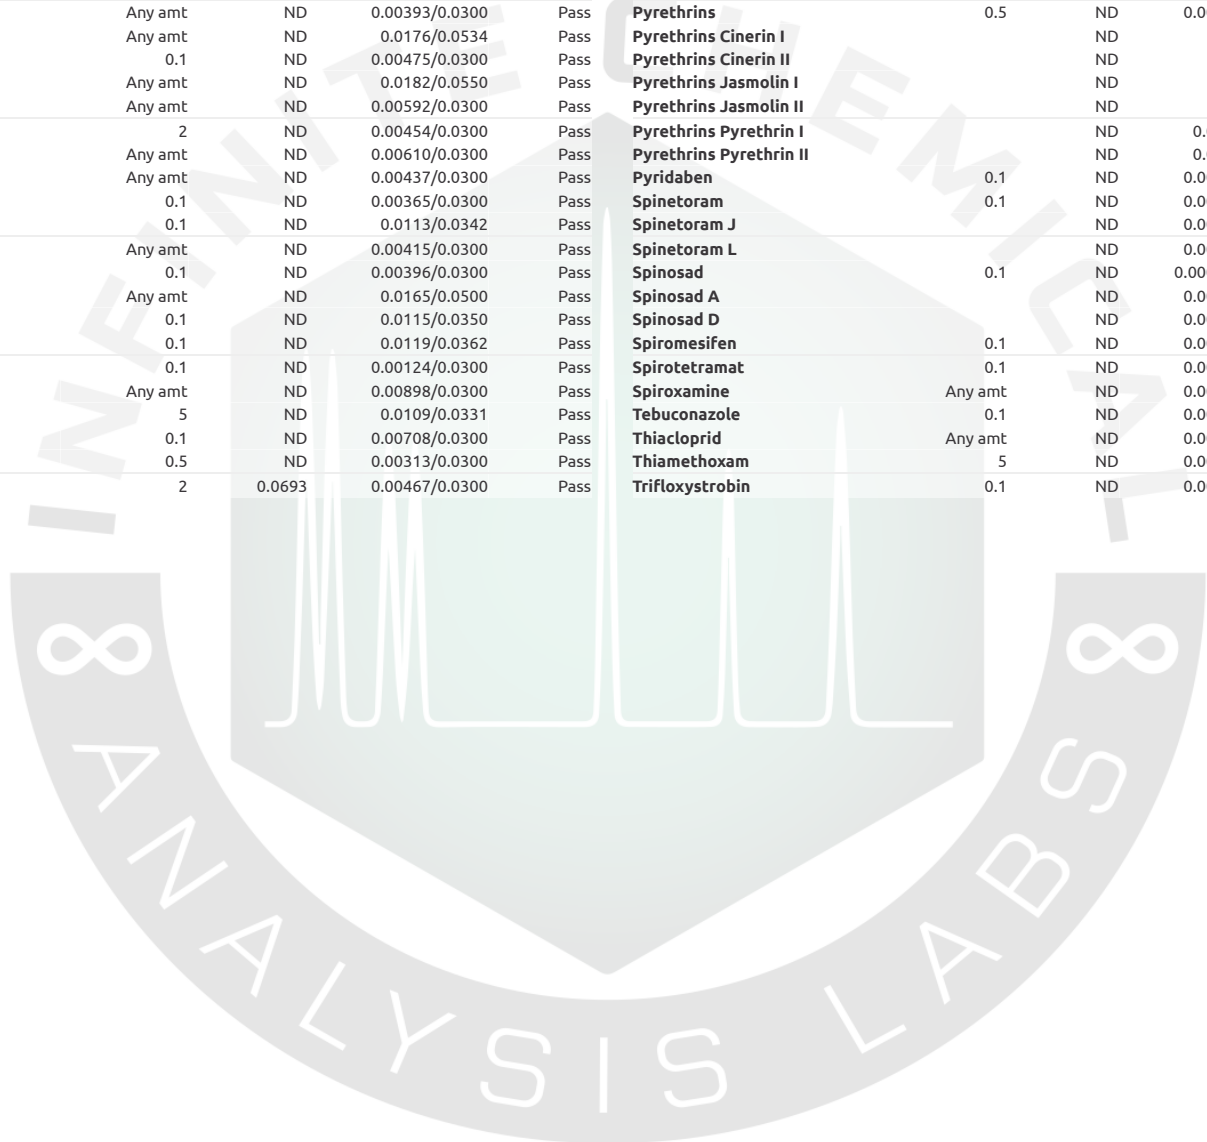 Any amt ND 0.00393/0.0300 Pass Pyrethrins 0.5 ND
Any amt ND 0.0176/0.0534 Pass Pyrethrins Cinerin I ND
0.1 ND 0.00475/0.0300 Pass Pyrethrins Cinerin II ND
Any amt ND 0.0182/0.0550 Pass Pyrethrins Jasmolin I ND
Any amt ND 0.00592/0.0300 Pass Pyrethrins Jasmolin II ND
2 ND 0.00454/0.0300 Pass Pyrethrins Pyrethrin I ND
Any amt ND 0.00610/0.0300 Pass Pyrethrins Pyrethrin II ND
Any amt ND 0.00437/0.0300 Pass Pyridaben 0.1 ND
0.1 ND 0.00365/0.0300 Pass Spinetoram 0.1 ND
0.1 ND 0.0113/0.0342 Pass Spinetoram J ND
Any amt ND 0.00415/0.0300 Pass Spinetoram L ND
0.1 ND 0.00396/0.0300 Pass Spinosad 0.1 ND
Any amt ND 0.0165/0.0500 Pass Spinosad A ND
0.1 ND 0.0115/0.0350 Pass Spinosad D ND
0.1 ND 0.0119/0.0362 Pass Spiromesifen 0.1 ND
0.1 ND 0.00124/0.0300 Pass Spirotetramat 0.1 ND
Any amt ND 0.00898/0.0300 Pass Spiroxamine Any amt ND
5 ND 0.0109/0.0331 Pass Tebuconazole 0.1 ND
0.1 ND 0.00708/0.0300 Pass Thiacloprid Any amt ND
0.5 ND 0.00313/0.0300 Pass Thiamethoxam 5 ND
2 0.0693 0.00467/0.0300 Pass Trifloxystrobin 0.1 ND
INFINITE CHEMICAL
ANALYSIS LABS